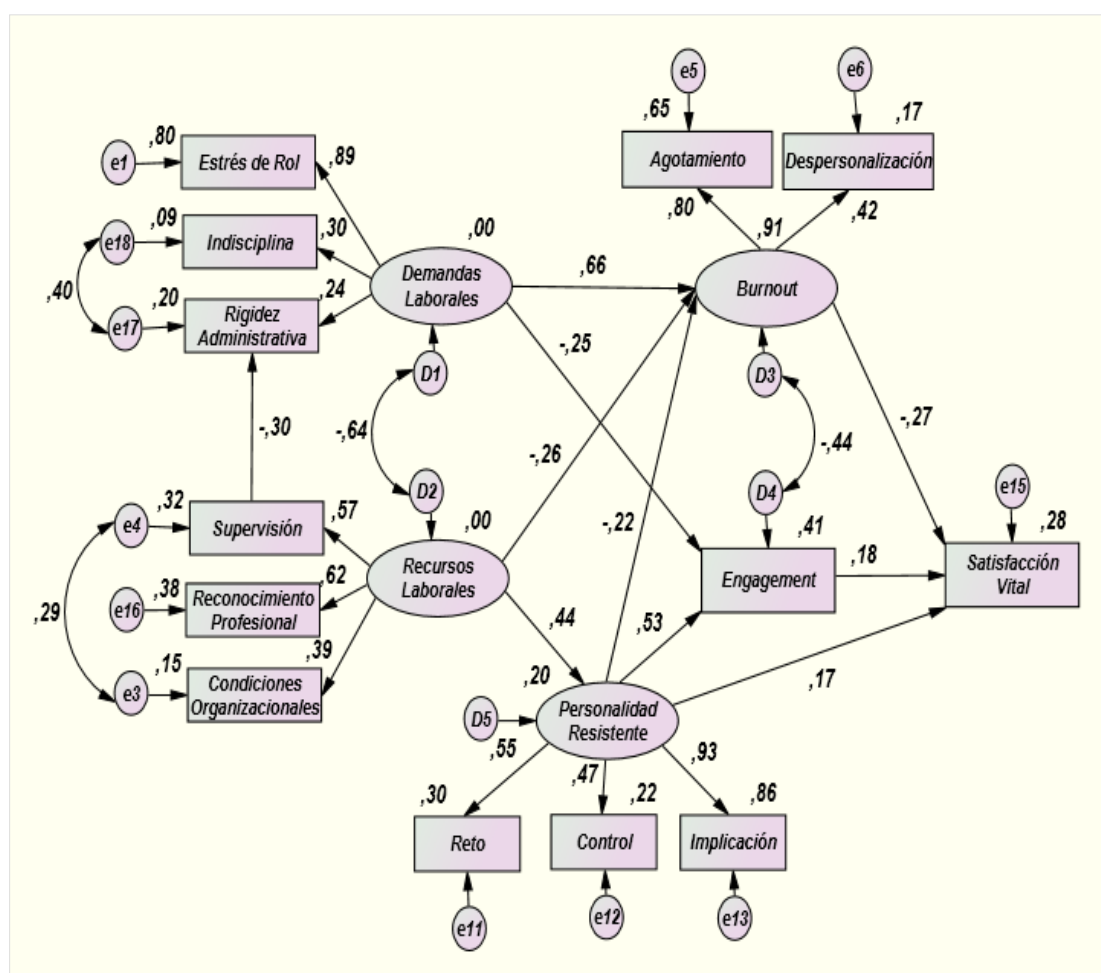 e5
e6
,65
,17
Agotamiento
Despersonalización
,80
,42
,91
e1
,80
Estrés de Rol
,89
e18
,09
Indisciplina
,30
,40
e17
,20
Rigidez
Administrativa
,24
,00
Demandas
Laborales
,66
Burnout
D1
-,25
D3
-,64
-,30
-,26
-,27
-,44
D2
D4
e15
e4
,32
Supervisión
,57
,00
-,22
,41
,28
Recursos
Laborales
Engagement
,18
Satisfacción
Vital
,29
e16
,38
Reconocimiento
Profesional
,62
,44
,53
e3
,15
Condiciones
Organizacionales
,39
,20
,17
D5
Personalidad
Resistente
,55
,47
,93
,30
,22
,86
Reto
Control
Implicación
e11
e12
e13